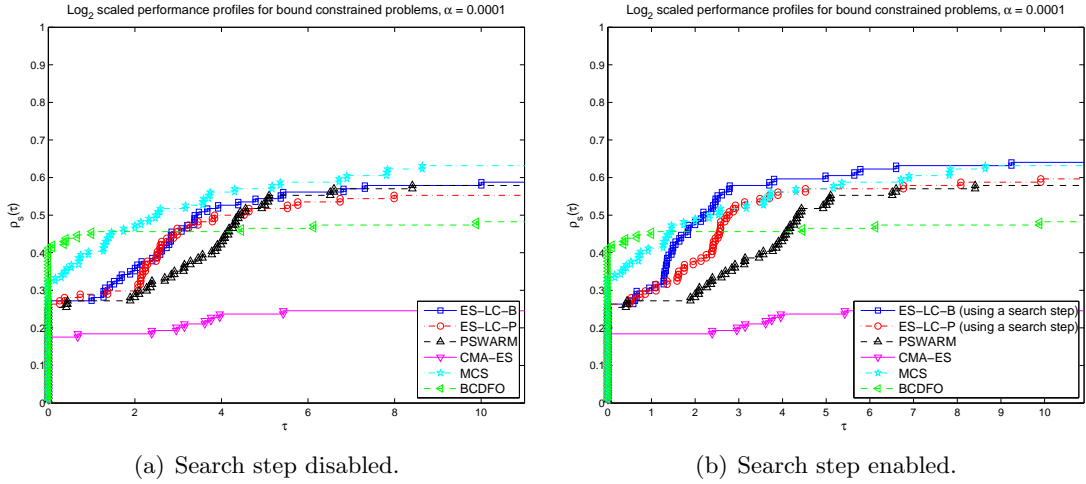 Log2 scaled performance profiles for bound constrained problems, α = 0.0001
1
0.9
0.8
0.7
0.6
0.5
0.4
0.3
0.2
0.1
0
ρs(τ)
0 2 4 6 8 10
τ
ES−LC−B
ES−LC−P
PSWARM
CMA−ES
MCS
BCDFO
(a) Search step disabled.
Log2 scaled performance profiles for bound constrained problems, α = 0.0001
1
0.9
0.8
0.7
0.6
0.5
0.4
0.3
0.2
0.1
0
ρs(τ)
0 1 2 3 4 5 6 7 8 9 10
τ
ES−LC−B (using a search step)
ES−LC−P (using a search step)
PSWARM
CMA−ES
MCS
BCDFO
(b) Search step enabled.